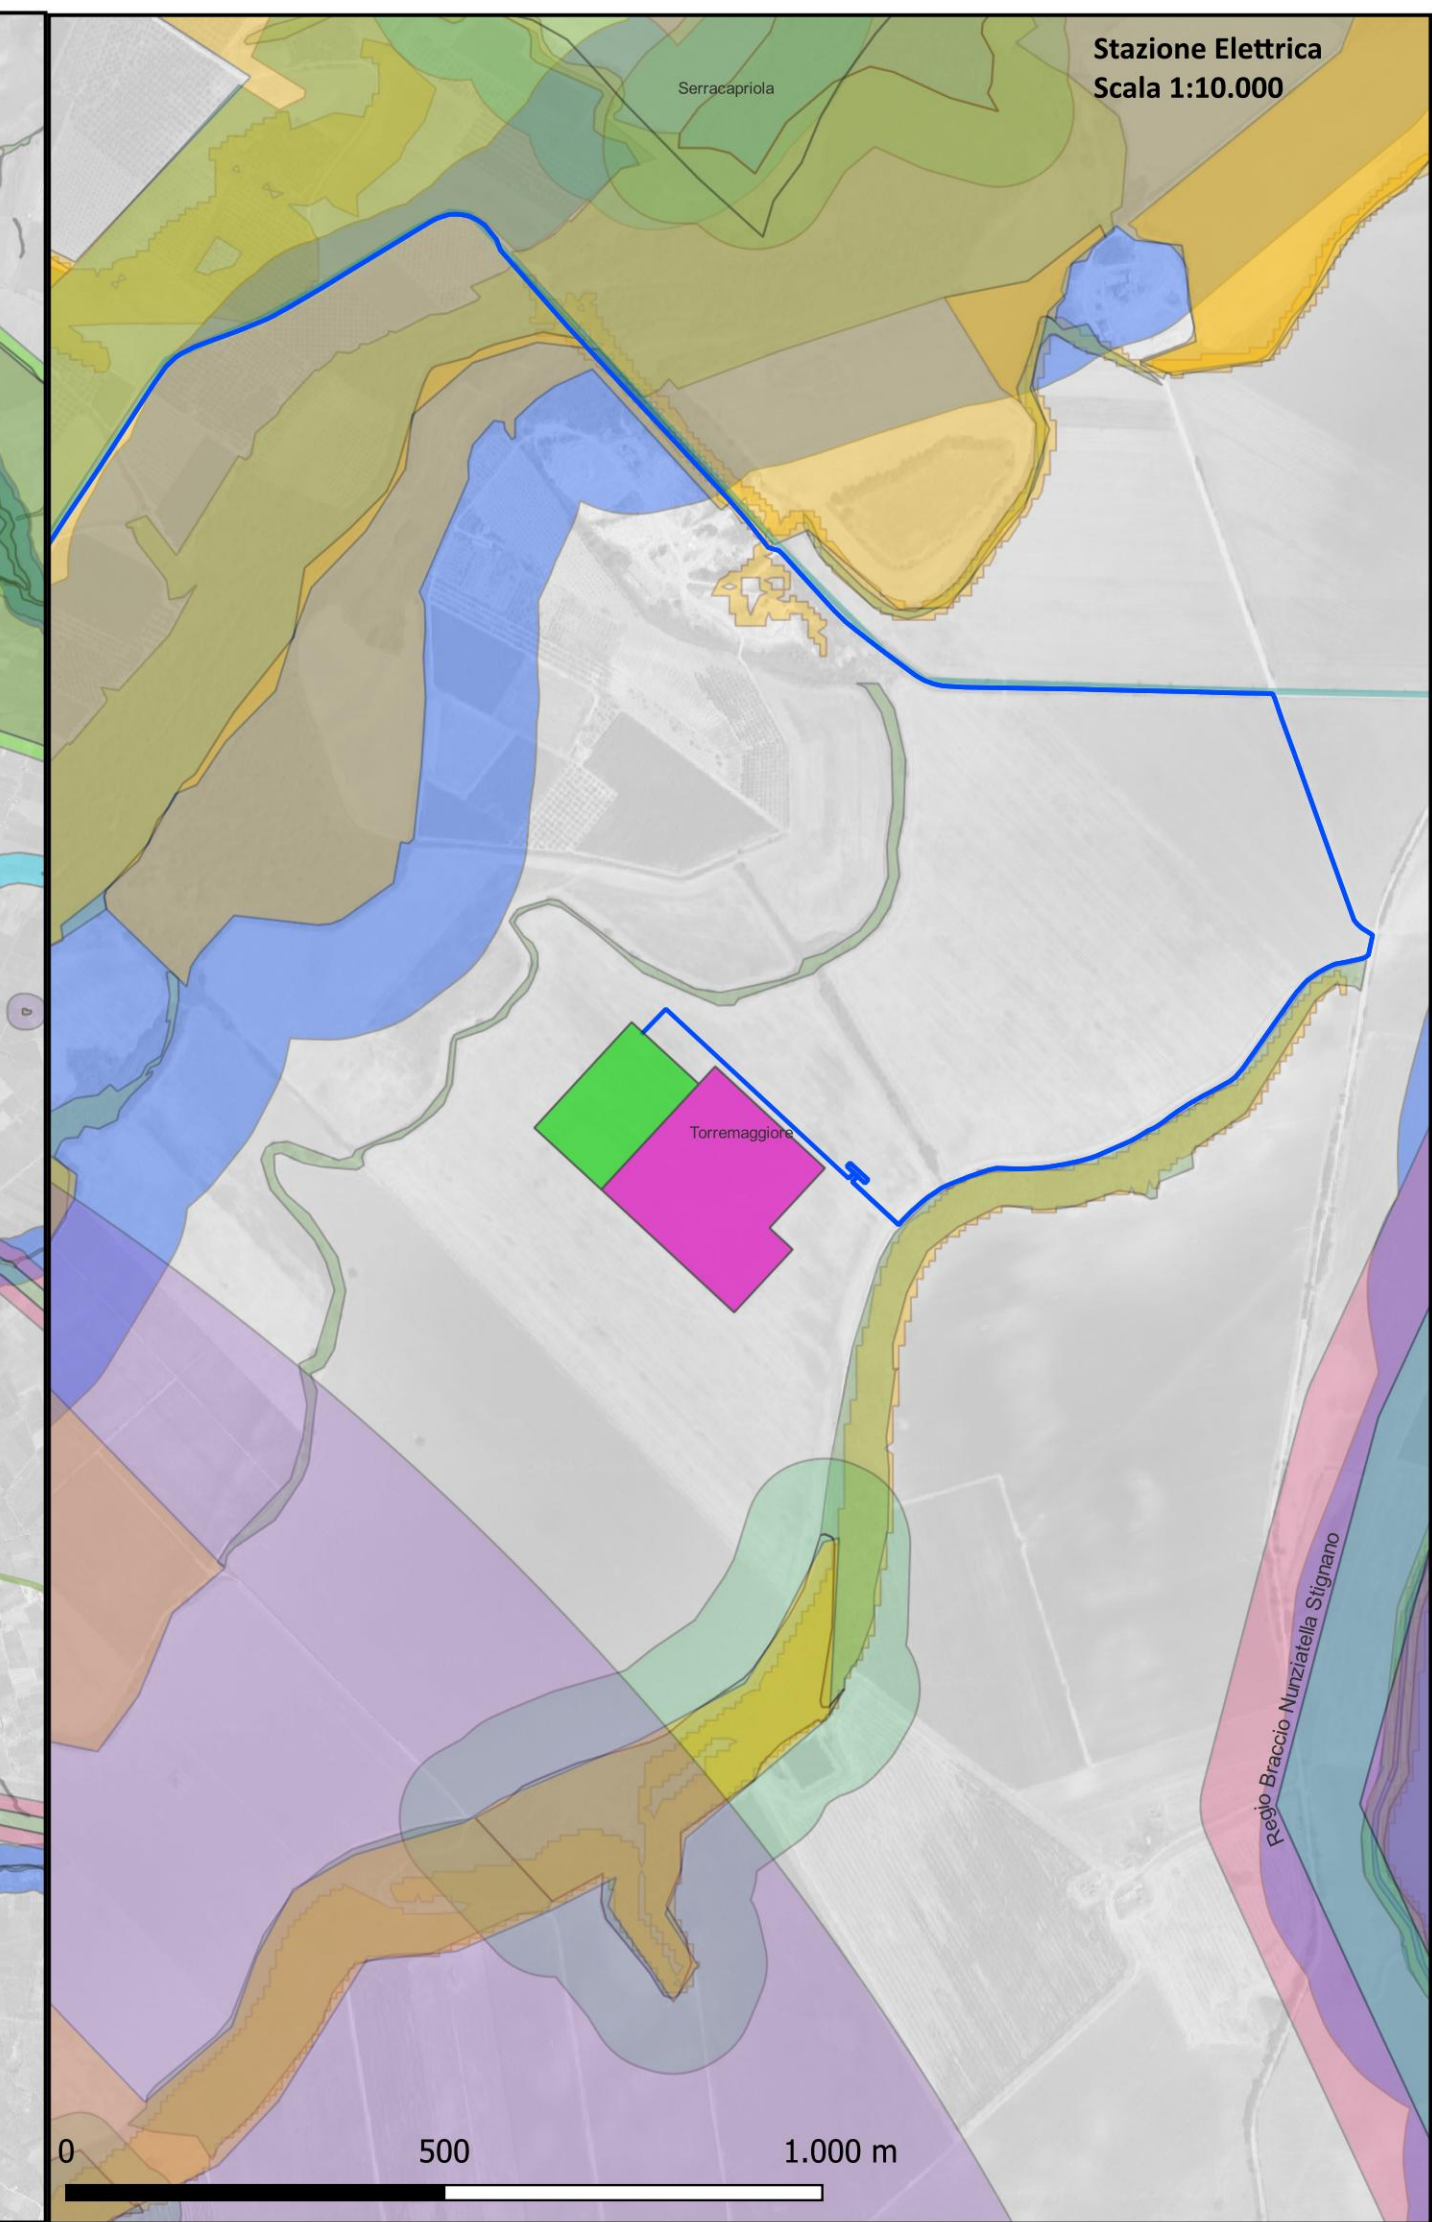 Stazione Elettrica
Scala 1:10.000
Serracapriola
Torremaggiore
Regio Braccio Nunziatella Stignano
0 500 1.000 m